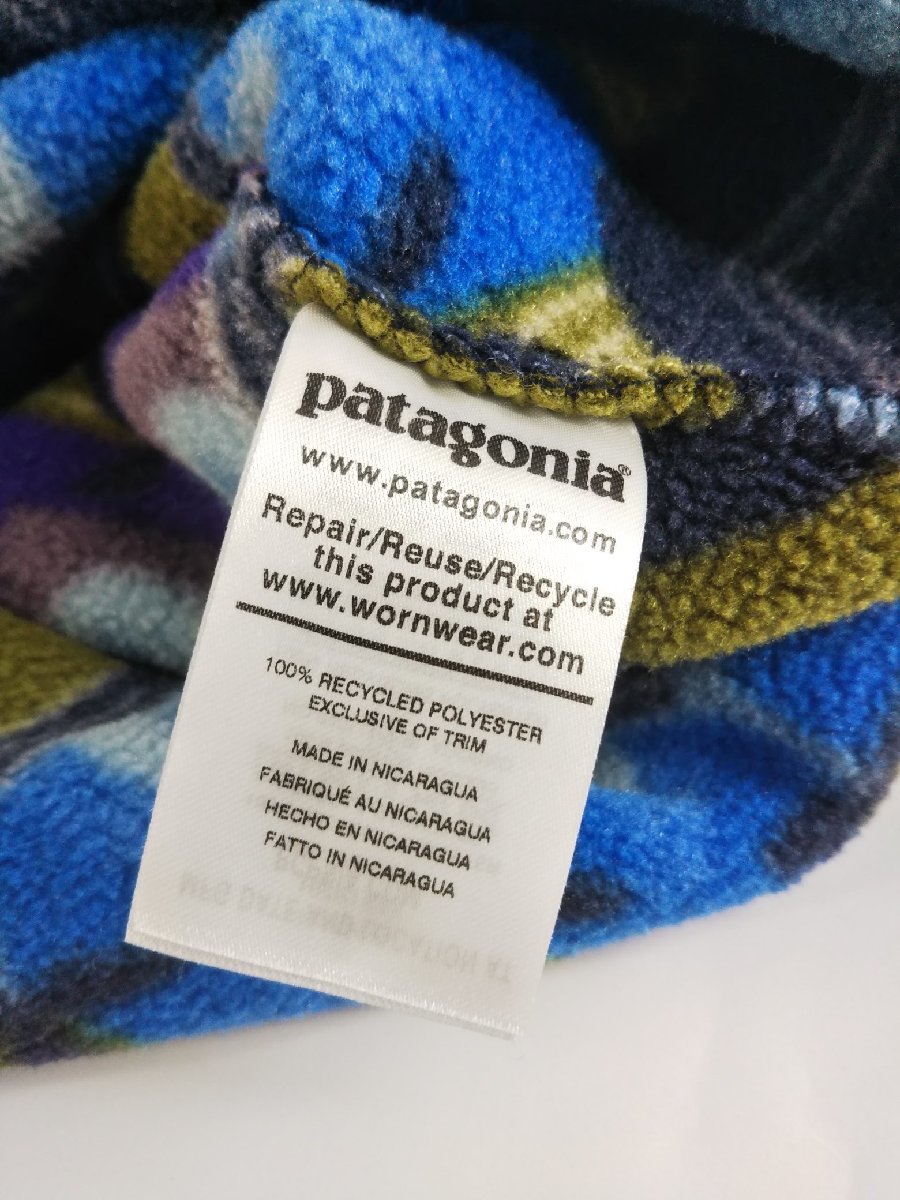 patagonia®
www.patagonia.com
Repair/Reuse/Recycle
this product at
www.wornwear.com
100% RECYCLED POLYESTER
EXCLUSIVE OF TRIM
MADE IN NICARAGUA
FABRIQUÉ AU NICARAGUA
HECHO EN NICARAGUA
FATTO IN NICARAGUA